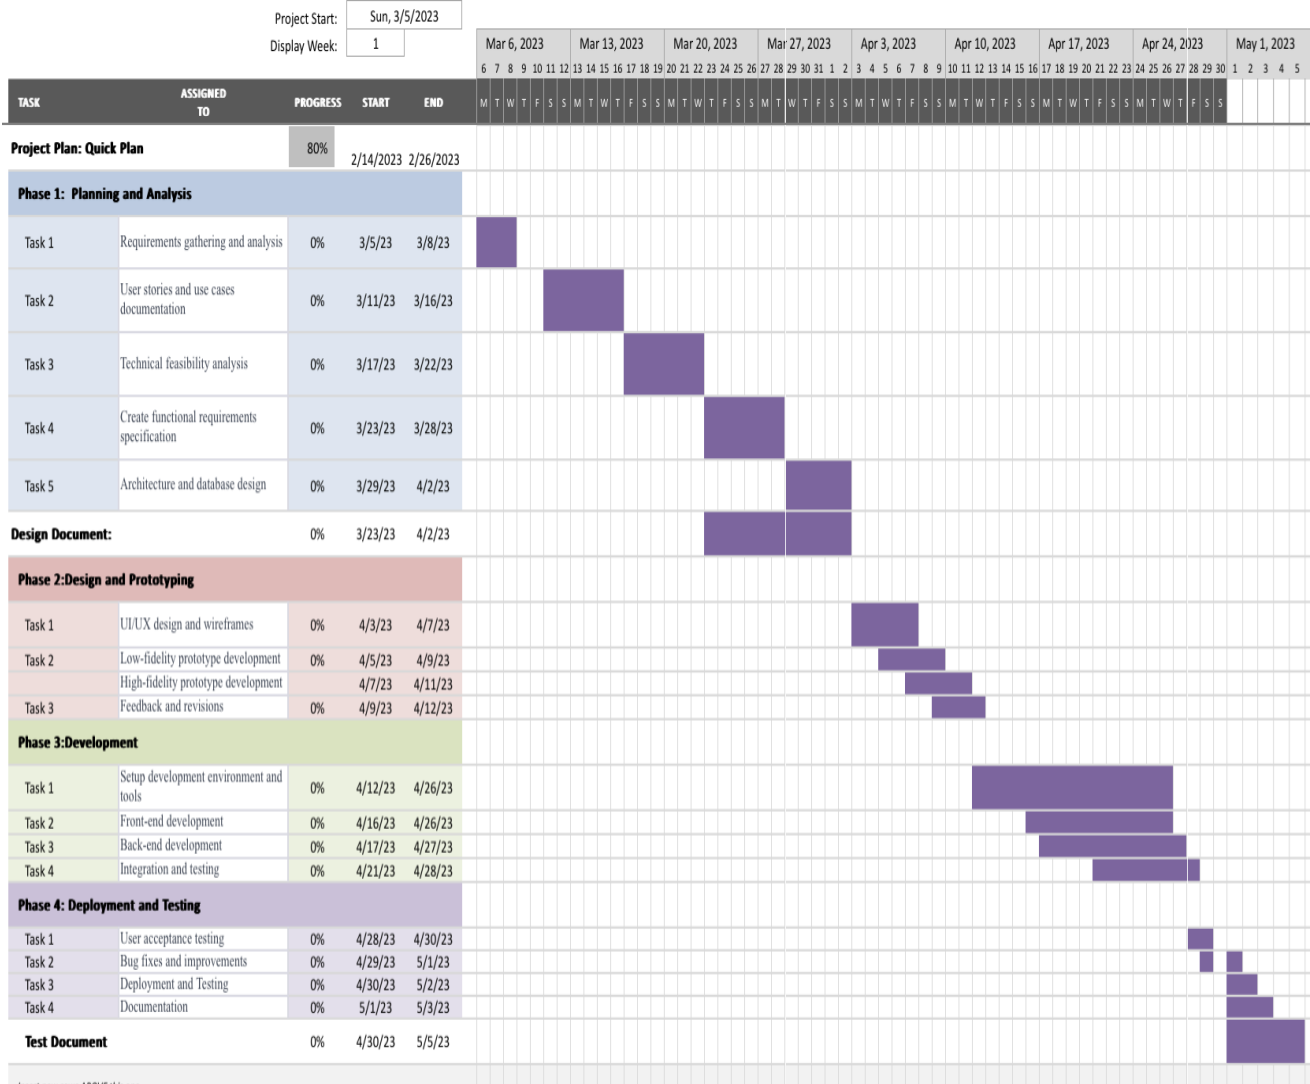 Project Start: Sun, 3/5/2023
Display Week: 1
Mar 6, 2023 Mar 13, 2023 Mar 20, 2023 Mar 27, 2023 Apr 3, 2023 Apr 10, 2023 Apr 17, 2023 Apr 24, 2023 May 1, 2023
6 7 8 9 10 11 12 13 14 15 16 17 18 19 20 21 22 23 24 25 26 27 28 29 30 31 1 2 3 4 5 6 7 8 9 10 11 12 13 14 15 16 17 18 19 20 21 22 23 24 25 26 27 28 29 30 1 2 3 4 5
TASK ASSIGNED TO PROGRESS START END M T W T F S S M T W T F S S M T W T F S S M T W T F S S M T W T F S S M T W T F S S M T W T F S S M T W T F S S
Project Plan: Quick Plan 80% 2/14/2023 2/26/2023
Phase 1: Planning and Analysis
Task 1 Requirements gathering and analysis 0% 3/5/23 3/8/23
Task 2 User stories and use cases documentation 0% 3/11/23 3/16/23
Task 3 Technical feasibility analysis 0% 3/17/23 3/22/23
Task 4 Create functional requirements specification 0% 3/23/23 3/28/23
Task 5 Architecture and database design 0% 3/29/23 4/2/23
Design Document: 0% 3/23/23 4/2/23
Phase 2:Design and Prototyping
Task 1 UI/UX design and wireframes 0% 4/3/23 4/7/23
Task 2 Low-fidelity prototype development 0% 4/5/23 4/9/23
High-fidelity prototype development 4/7/23 4/11/23
Task 3 Feedback and revisions 0% 4/9/23 4/12/23
Phase 3:Development
Task 1 Setup development environment and tools 0% 4/12/23 4/26/23
Task 2 Front-end development 0% 4/16/23 4/26/23
Task 3 Back-end development 0% 4/17/23 4/27/23
Task 4 Integration and testing 0% 4/21/23 4/28/23
Phase 4: Deployment and Testing
Task 1 User acceptance testing 0% 4/28/23 4/30/23
Task 2 Bug fixes and improvements 0% 4/29/23 5/1/23
Task 3 Deployment and Testing 0% 4/30/23 5/2/23
Task 4 Documentation 0% 5/1/23 5/3/23
Test Document 0% 4/30/23 5/5/23